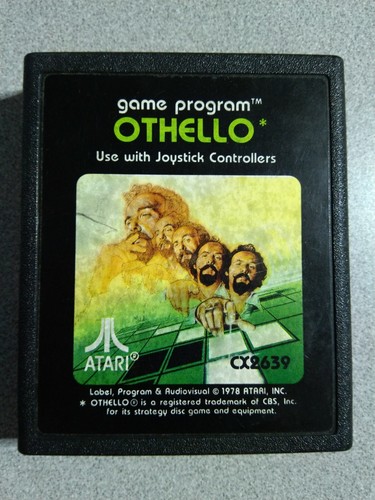 game program™
OTHELLO*
Use with Joystick Controllers
ATARI®
CX2639
Label, Program & Audiovisual © 1978 ATARI, INC.
* OTHELLO® is a registered trademark of CBS, Inc.
for its strategy disc game and equipment.